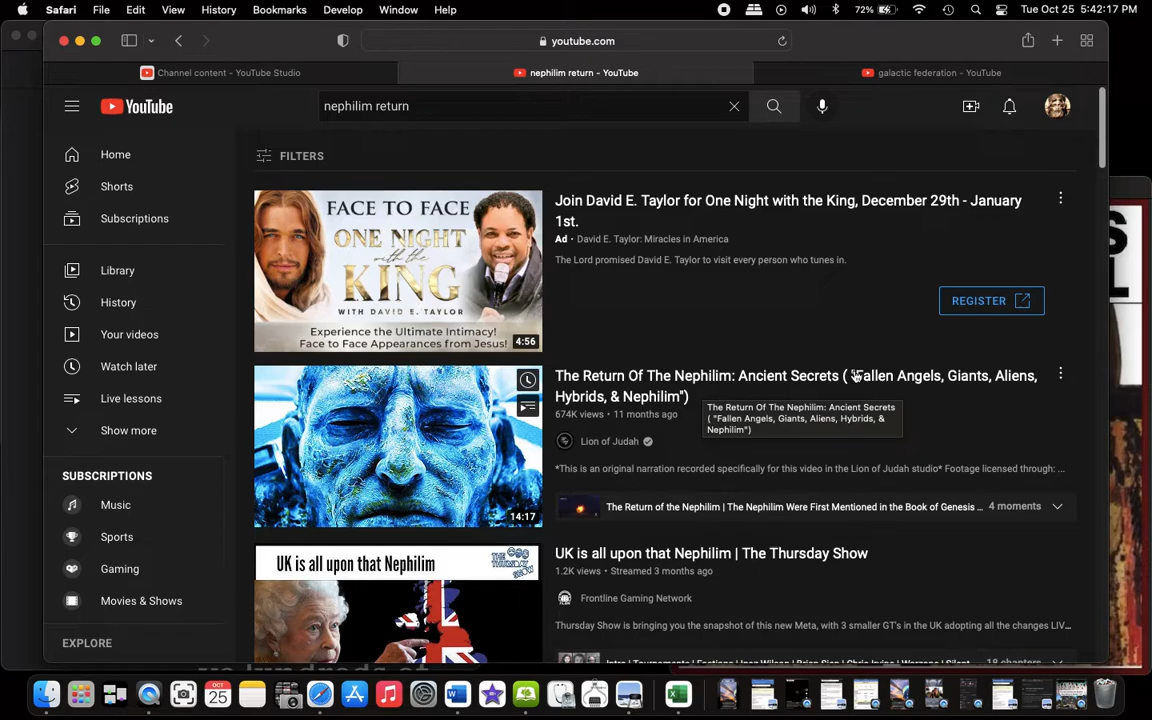 Safari File Edit View History Bookmarks Develop Window Help 72% Tue Oct 25 5:42:17 PM
youtube.com
Channel content - YouTube Studio nephilim return - YouTube galactic federation - YouTube
YouTube nephilim return
FILTERS
Home
Shorts
Subscriptions
Library
History
Your videos
Watch later
Live lessons
Show more
SUBSCRIPTIONS
Music
Sports
Gaming
Movies & Shows
EXPLORE
FACE TO FACE
ONE NIGHT
with the
KING
WITH DAVID E. TAYLOR
Experience the Ultimate Intimacy!
Face to Face Appearances from Jesus!
4:56
Join David E. Taylor for One Night with the King, December 29th - January
1st.
Ad • David E. Taylor: Miracles in America
The Lord promised David E. Taylor to visit every person who tunes in.
REGISTER
14:17
The Return Of The Nephilim: Ancient Secrets ( "Fallen Angels, Giants, Aliens,
Hybrids, & Nephilim")
674K views • 11 months ago
The Return Of The Nephilim: Ancient Secrets
( "Fallen Angels, Giants, Aliens, Hybrids, &
Nephilim")
Lion of Judah
*This is an original narration recorded specifically for this video in the Lion of Judah studio* Footage licensed through: ...
The Return of the Nephilim | The Nephilim Were First Mentioned in the Book of Genesis ... 4 moments
UK is all upon that Nephilim
THE THURSDAY SHOW
UK is all upon that Nephilim | The Thursday Show
1.2K views • Streamed 3 months ago
Frontline Gaming Network
Thursday Show is bringing you the snapshot of this new Meta, with 3 smaller GT's in the UK adopting all the changes LIV...
18 chapters
OCT
25